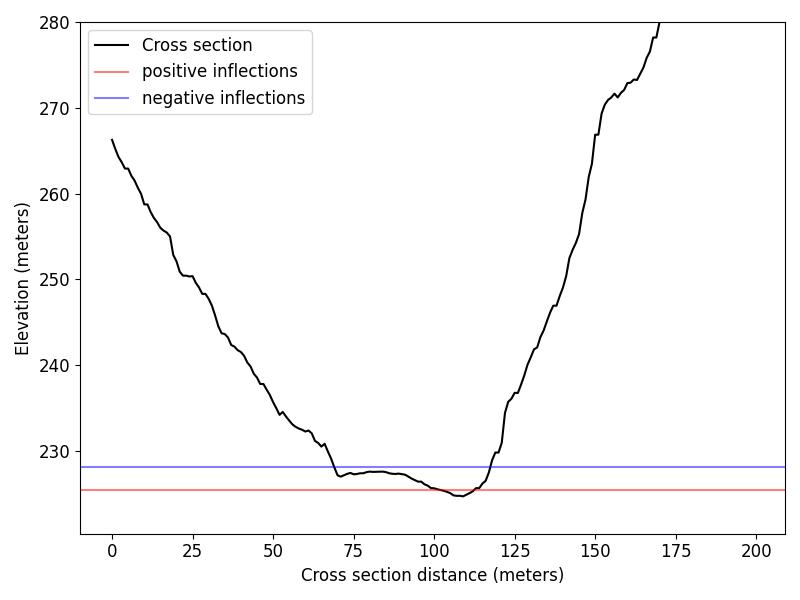 280
Cross section
positive inflections
negative inflections
270
260
250
240
230
Elevation (meters)
0 25 50 75 100 125 150 175 200
Cross section distance (meters)